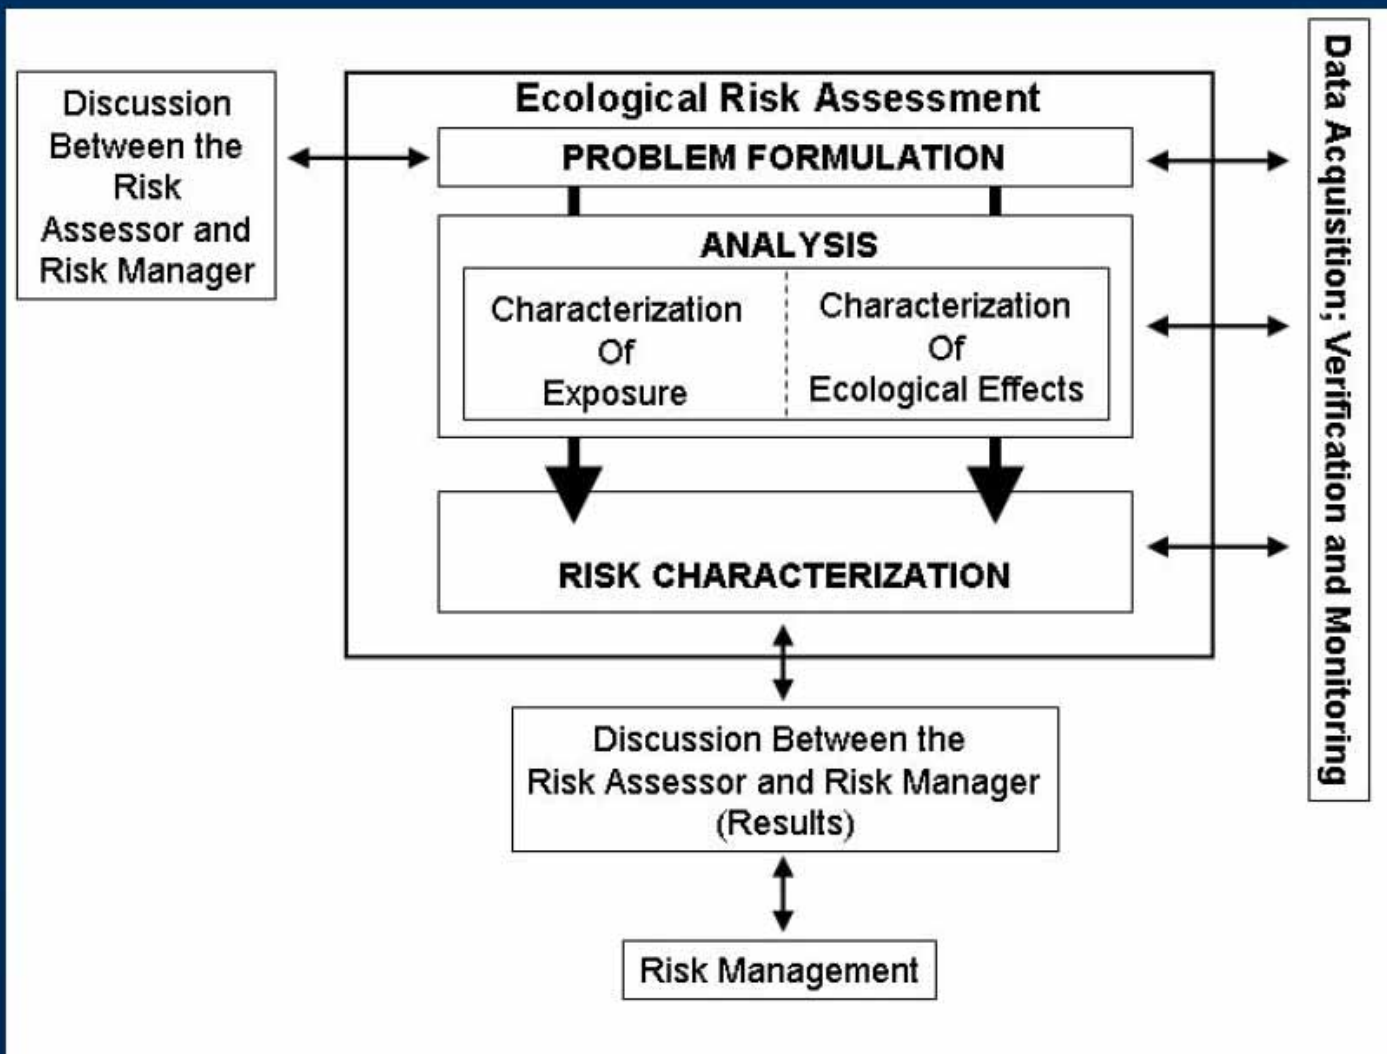 Discussion
Between the
Risk
Assessor and
Risk Manager
Ecological Risk Assessment
PROBLEM FORMULATION
ANALYSIS
Characterization
Of
Exposure
Characterization
Of
Ecological Effects
RISK CHARACTERIZATION
Discussion Between the
Risk Assessor and Risk Manager
(Results)
Risk Management
Data Acquisition; Verification and Monitoring